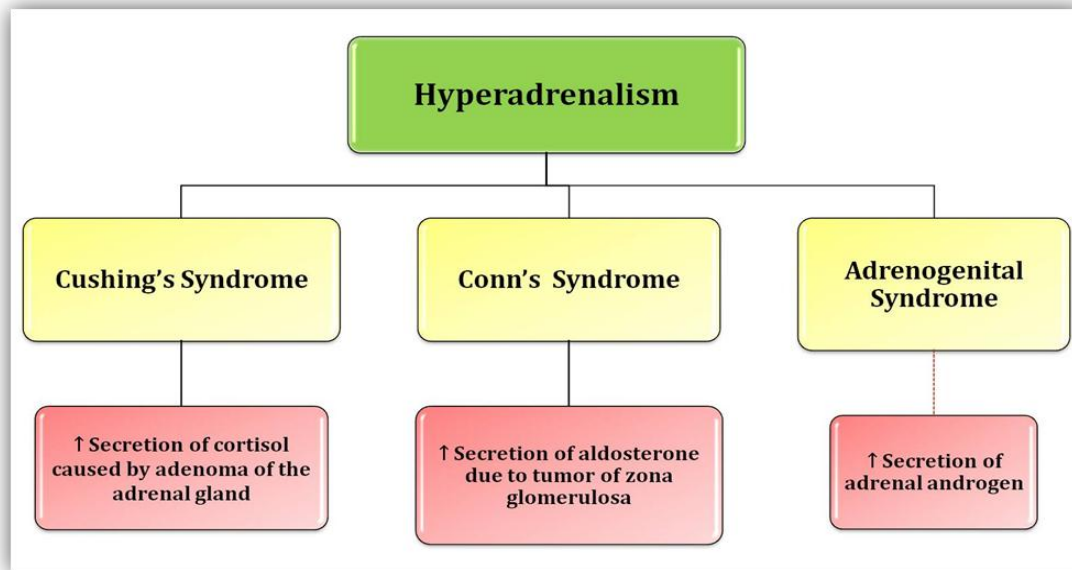 Hyperadrenalism
Cushing's Syndrome
Conn's  Syndrome
Adrenogenital
Syndrome
↑ Secretion of cortisol
caused by adenoma of the
adrenal gland
↑ Secretion of aldosterone
due to tumor of zona
glomerulosa
↑ Secretion of
adrenal androgen